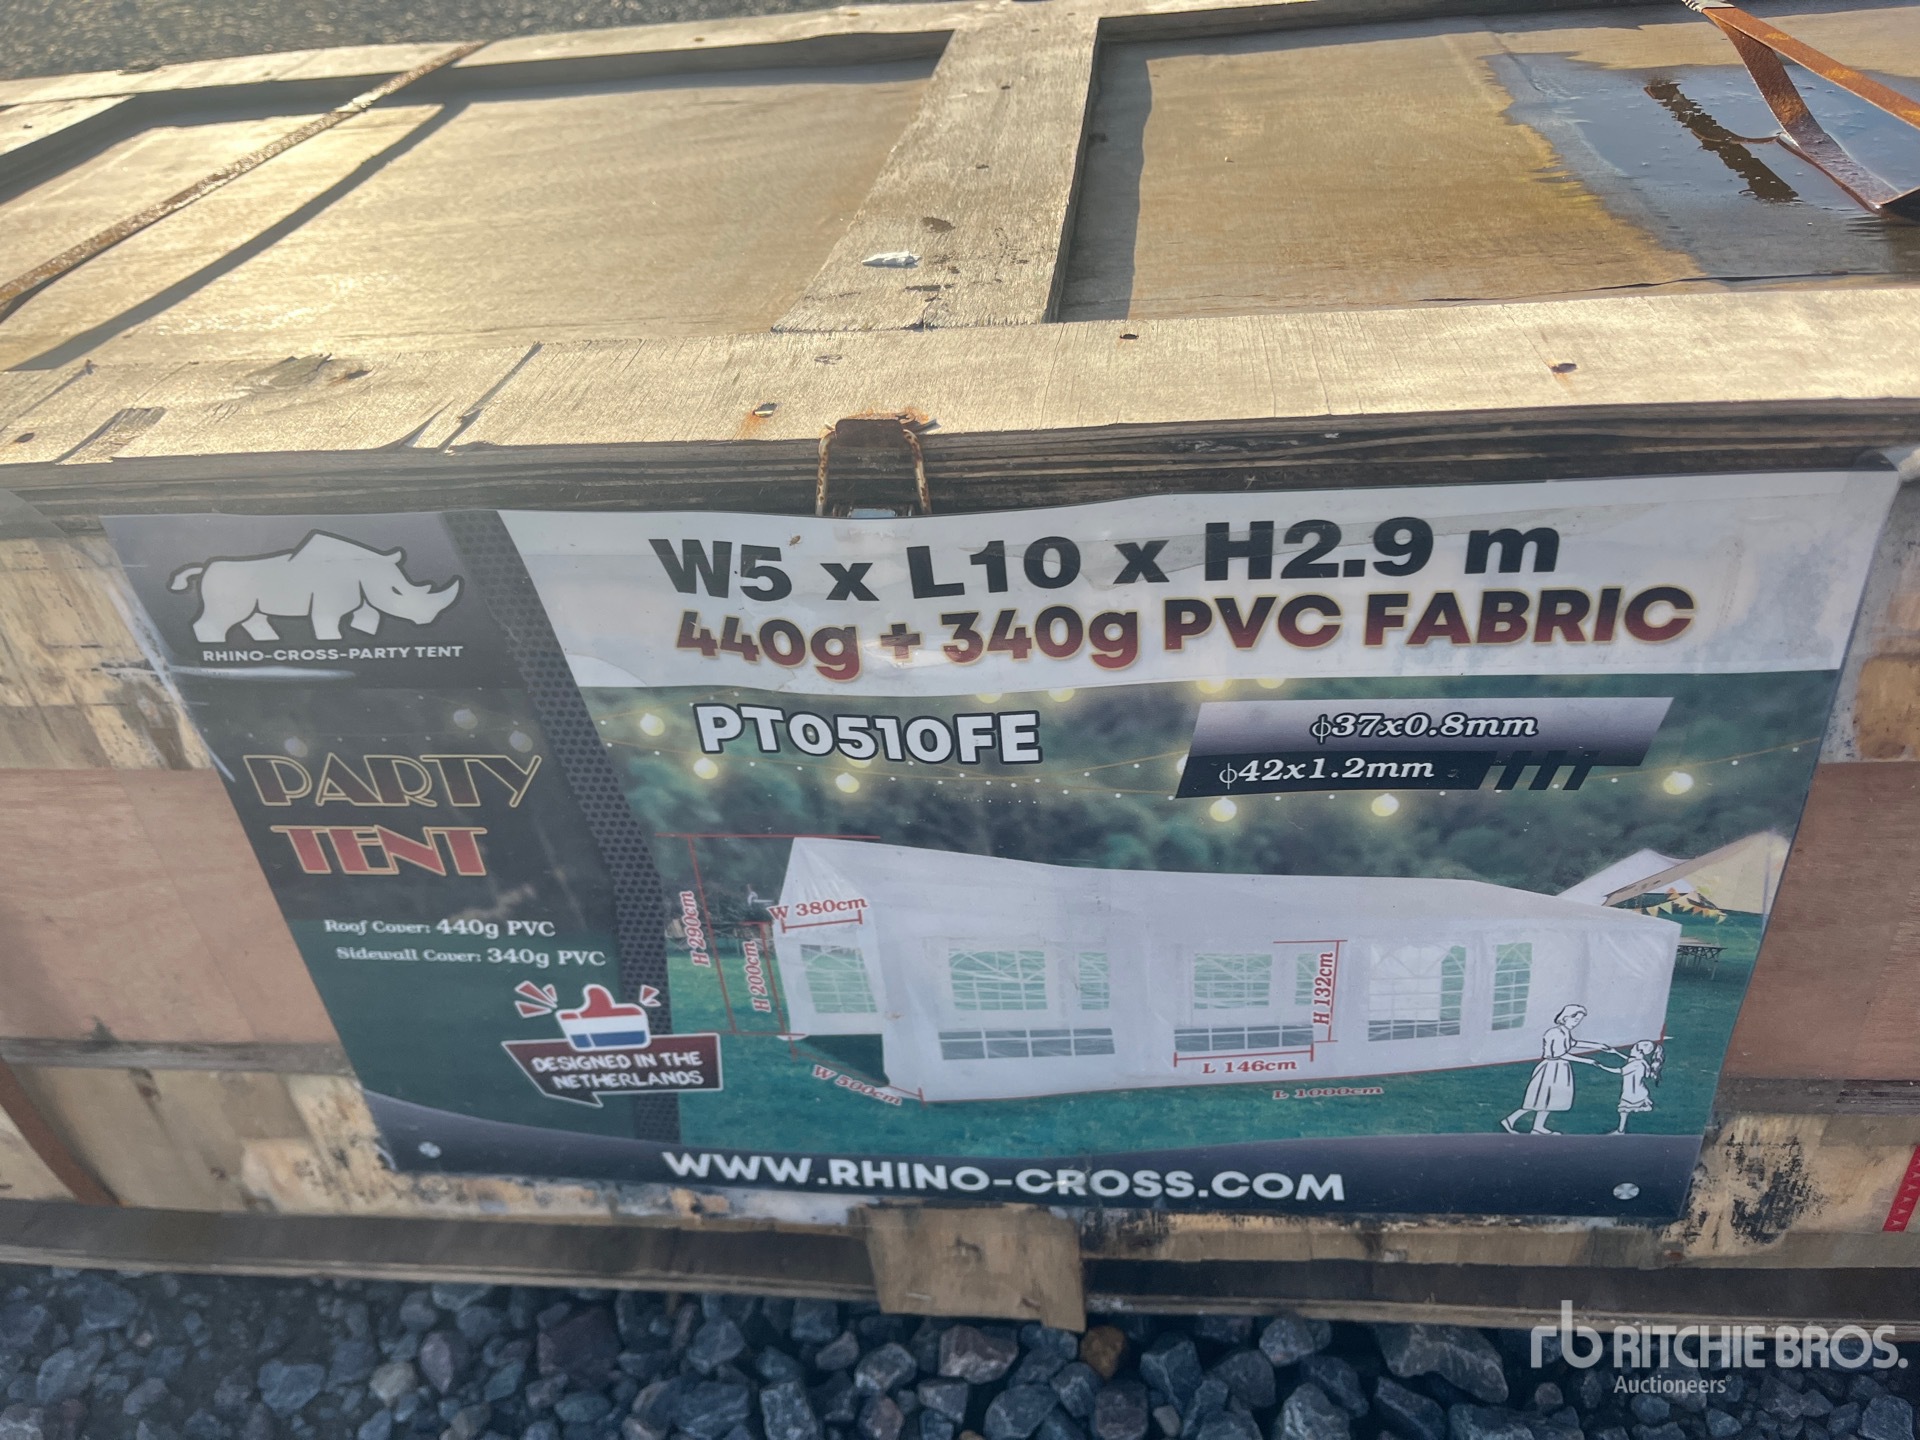 W5 x L10 x H2.9 m
440g + 340g PVC FABRIC
RHINO-CROSS-PARTY TENT
PT0510FE
ϕ37x0.8mm
ϕ42x1.2mm
PARTY
TENT
Roof Cover: 440g PVC
Sidewall Cover: 340g PVC
W 380cm
H 290cm
H 200cm
H 132cm
L 146cm
W 500cm
L 1000cm
DESIGNED IN THE
NETHERLANDS
WWW.RHINO-CROSS.COM
rb RITCHIE BROS.
Auctioneers